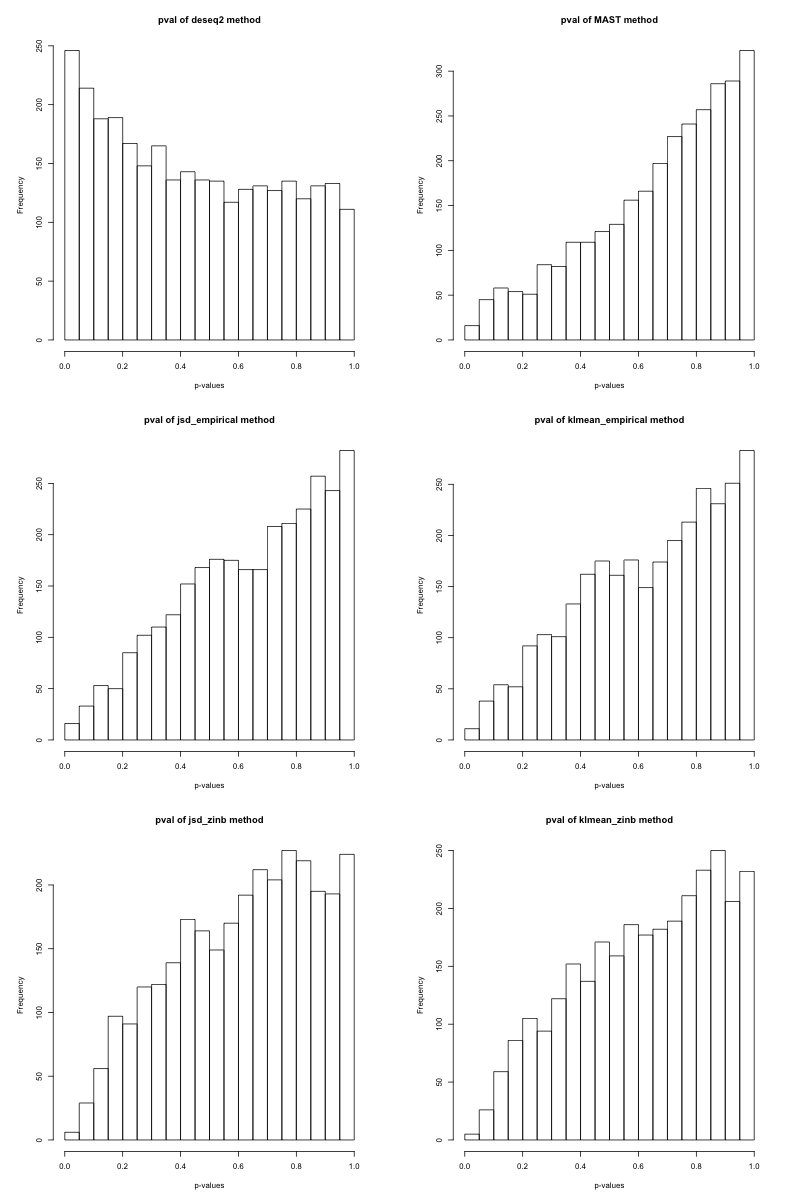 pval of deseq2 method
Frequency
0 50 100 150 200 250
0.0 0.2 0.4 0.6 0.8 1.0
p-values
pval of MAST method
Frequency
0 50 100 150 200 250 300
0.0 0.2 0.4 0.6 0.8 1.0
p-values
pval of jsd_empirical method
Frequency
0 50 100 150 200 250
0.0 0.2 0.4 0.6 0.8 1.0
p-values
pval of klmean_empirical method
Frequency
0 50 100 150 200 250
0.0 0.2 0.4 0.6 0.8 1.0
p-values
pval of jsd_zinb method
Frequency
0 50 100 150 200
0.0 0.2 0.4 0.6 0.8 1.0
p-values
pval of klmean_zinb method
Frequency
0 50 100 150 200 250
0.0 0.2 0.4 0.6 0.8 1.0
p-values